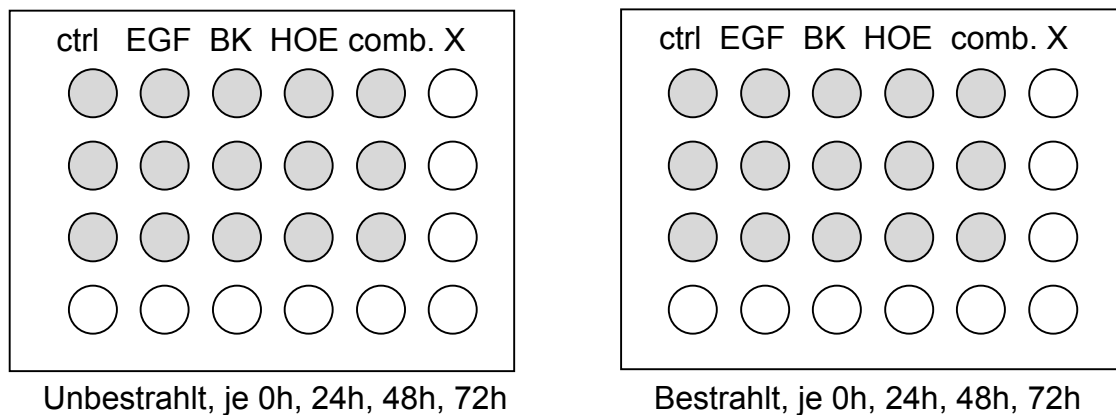 ctrl EGF BK HOE comb. X
Unbestrahlt, je 0h, 24h, 48h, 72h
ctrl EGF BK HOE comb. X
Bestrahlt, je 0h, 24h, 48h, 72h